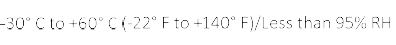 -30° C to +60° C (-22° F to +140° F)/Less than 95% RH